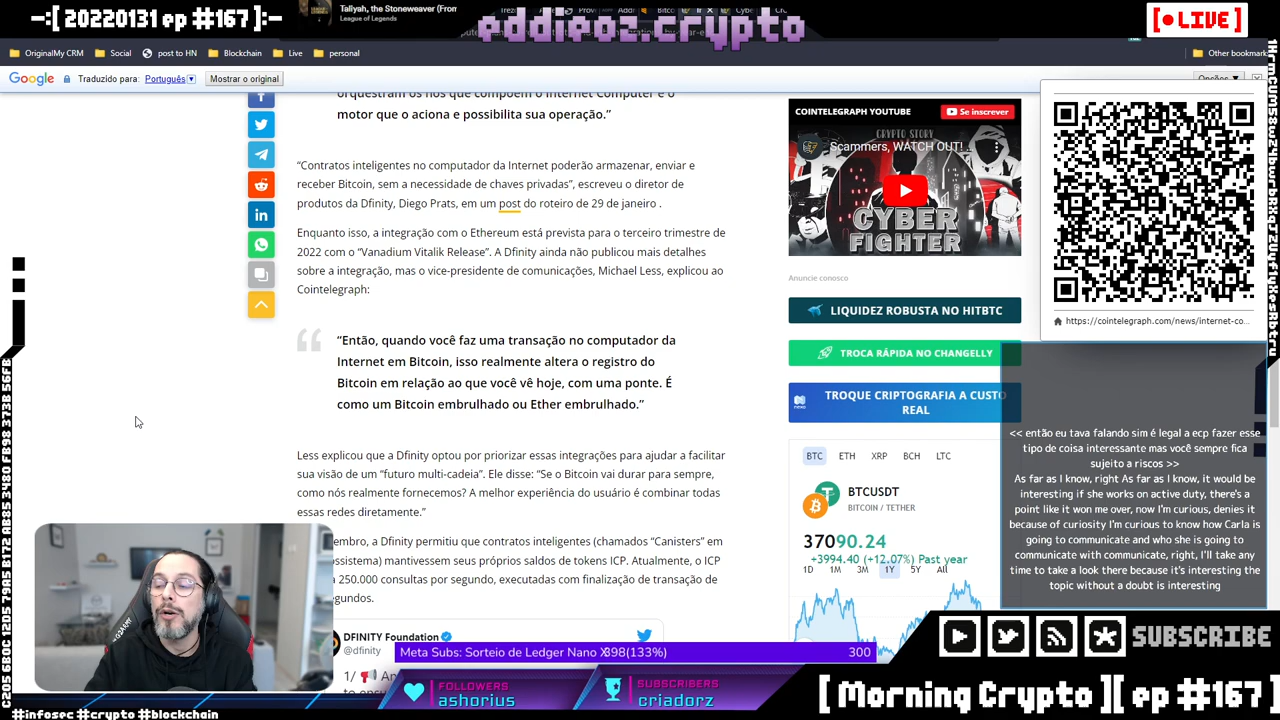 -:[ 20220131 ep #167]:-
Taliyah, the Stoneweaver (From
League of Legends
eddieoz.crypto
[ • LIVE ]
OriginalMy CRM
Social
post to HN
Blockchain
Live
personal
Other bookmark
Google
Traduzido para: Português
Mostrar o original
Opções
orquestram os nós que compõem o Internet Computer e o
motor que o aciona e possibilita sua operação.”
“Contratos inteligentes no computador da Internet poderão armazenar, enviar e
receber Bitcoin, sem a necessidade de chaves privadas”, escreveu o diretor de
produtos da Dfinity, Diego Prats, em um post do roteiro de 29 de janeiro .
Enquanto isso, a integração com o Ethereum está prevista para o terceiro trimestre de
2022 com o “Vanadium Vitalik Release”. A Dfinity ainda não publicou mais detalhes
sobre a integração, mas o vice-presidente de comunicações, Michael Less, explicou ao
Cointelegraph:
“Então, quando você faz uma transação no computador da
Internet em Bitcoin, isso realmente altera o registro do
Bitcoin em relação ao que você vê hoje, com uma ponte. É
como um Bitcoin embrulhado ou Ether embrulhado.”
Less explicou que a Dfinity optou por priorizar essas integrações para ajudar a facilitar
sua visão de um “futuro multi-cadeia”. Ele disse: “Se o Bitcoin vai durar para sempre,
como nós realmente fornecemos? A melhor experiência do usuário é combinar todas
essas redes diretamente.”
embro, a Dfinity permitiu que contratos inteligentes (chamados “Canisters” em
ossistema) mantivessem seus próprios saldos de tokens ICP. Atualmente, o ICP
a 250.000 consultas por segundo, executadas com finalização de transação de
gundos.
DFINITY Foundation
@dfinity
COINTELEGRAPH YOUTUBE
Se inscrever
CRYPTO STORY
Scammers, WATCH OUT! ...
CYBER
FIGHTER
Anuncie conosco
LIQUIDEZ ROBUSTA NO HITBTC
TROCA RÁPIDA NO CHANGELLY
nexo
TROQUE CRIPTOGRAFIA A CUSTO
REAL
BTC ETH XRP BCH LTC
BTCUSDT
BITCOIN / TETHER
37090.24
+3994.40 (+12.07%) Past year
1D 1M 3M 1Y 5Y All
https://cointelegraph.com/news/internet-co...
<< então eu tava falando sim é legal a ecp fazer esse
tipo de coisa interessante mas você sempre fica
sujeito a riscos >>
As far as I know, right As far as I know, it would be
interesting if she works on active duty, there's a
point like it won me over, now I'm curious, denies it
because of curiosity I'm curious to know how Carla is
going to communicate and who she is going to
communicate with communicate, right, I'll take any
time to take a look there because it's interesting the
topic without a doubt is interesting
Meta Subs: Sorteio de Ledger Nano X
398(133%)
300
FOLLOWERS
ashorius
SUBSCRIBERS
criadorz
SUBSCRIBE
[ Morning Crypto ][ ep #167 ]
#infosec #crypto #blockchain